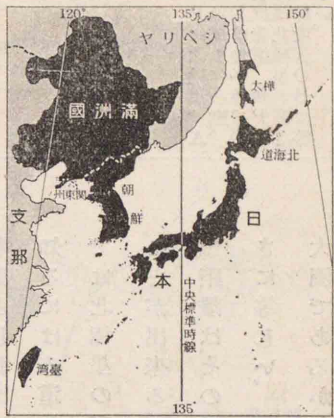 120°
135°
150°
ヤリベシ
太樺
國洲滿
道海北
州東關
朝
鮮
日
本
支
那
中央標準時線
灣臺
135°